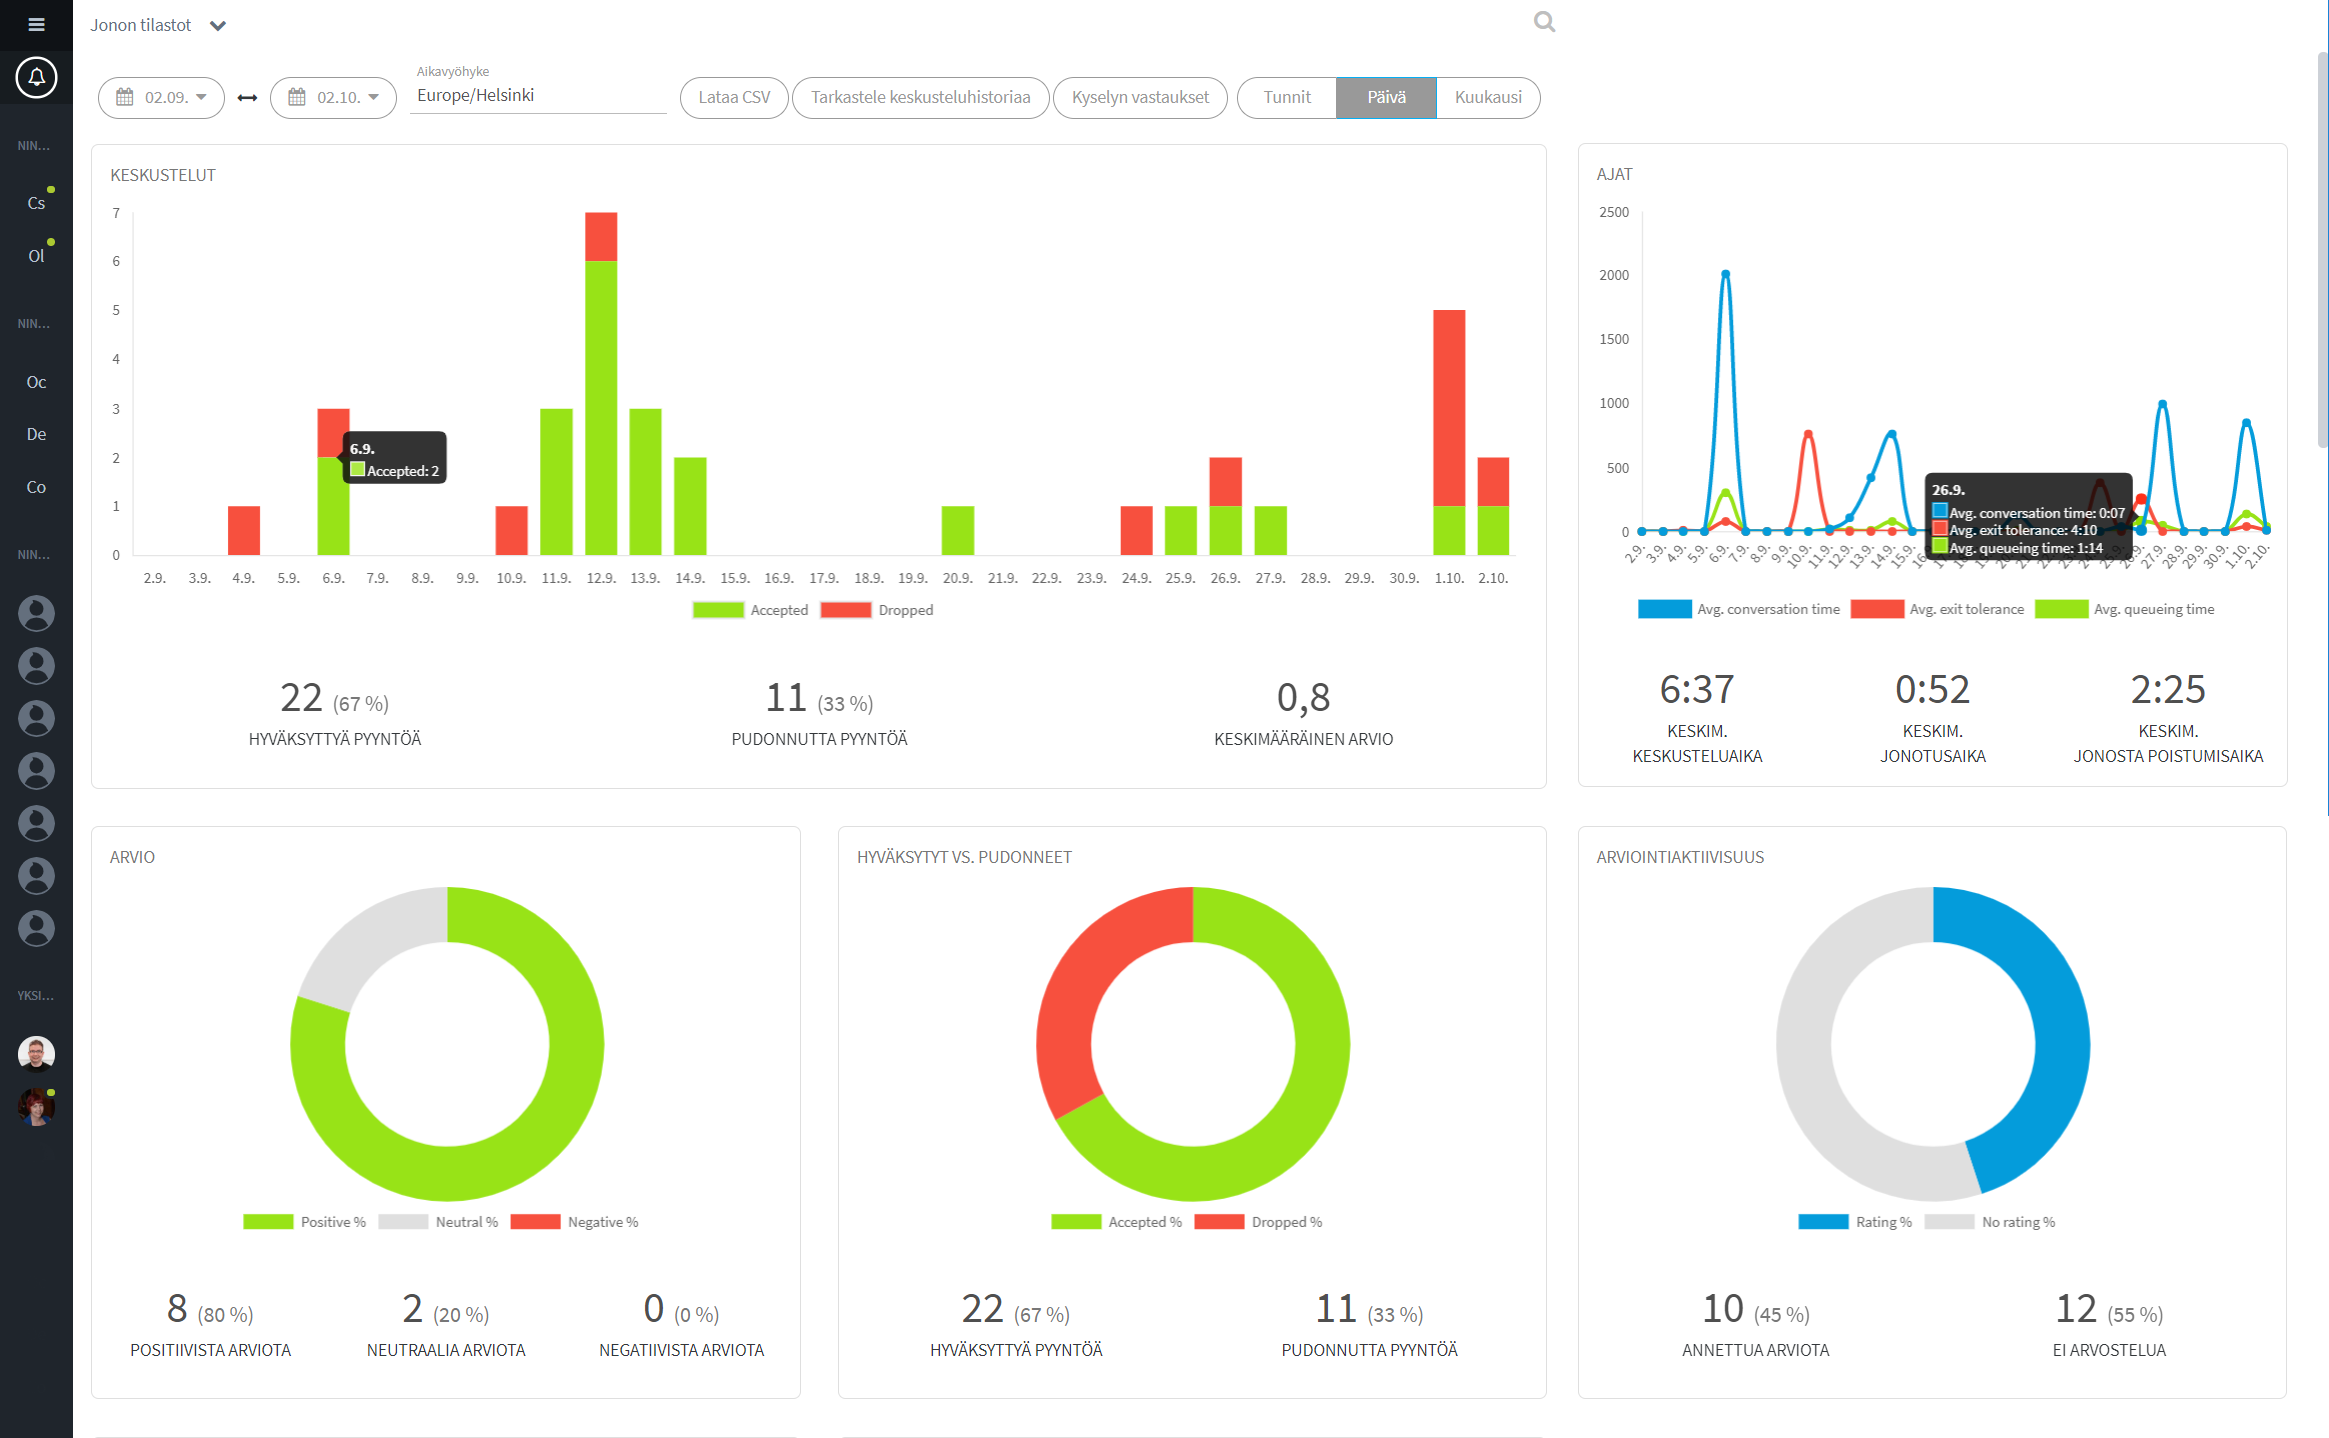 Jonon tilastot
NIN...
Cs
Ol
NIN...
Oc
De
Co
NIN...
YKSI...
02.09.
02.10.
Aikavyöhyke
Europe/Helsinki
Lataa CSV
Tarkastele keskusteluhistoriaa
Kyselyn vastaukset
Tunnit
Päivä
Kuukausi
KESKUSTELUT
7
6
5
4
3
2
1
0
6.9.
Accepted: 2
2.9. 3.9. 4.9. 5.9. 6.9. 7.9. 8.9. 9.9. 10.9. 11.9. 12.9. 13.9. 14.9. 15.9. 16.9. 17.9. 18.9. 19.9. 20.9. 21.9. 22.9. 23.9. 24.9. 25.9. 26.9. 27.9. 28.9. 29.9. 30.9. 1.10. 2.10.
Accepted Dropped
22 (67 %)
HYVÄKSYTTYÄ PYYNTÖÄ
11 (33 %)
PUDONNUTTA PYYNTÖÄ
0,8
KESKIMÄÄRÄINEN ARVIO
AJAT
2500
2000
1500
1000
500
0
26.9.
Avg. conversation time: 0:07
Avg. exit tolerance: 4:10
Avg. queueing time: 1:14
2.9. 3.9. 4.9. 5.9. 6.9. 7.9. 8.9. 9.9. 10.9. 11.9. 12.9. 13.9. 14.9. 15.9. 26.9. 27.9. 28.9. 29.9. 30.9. 1.10. 2.10.
Avg. conversation time Avg. exit tolerance Avg. queueing time
6:37
KESKIM.
KESKUSTELUAIKA
0:52
KESKIM.
JONOTUSAIKA
2:25
KESKIM.
JONOSTA POISTUMISAIKA
ARVIO
Positive % Neutral % Negative %
8 (80 %)
POSITIIVISTA ARVIOTA
2 (20 %)
NEUTRAALIA ARVIOTA
0 (0 %)
NEGATIIVISTA ARVIOTA
HYVÄKSYTYT VS. PUDONNEET
Accepted % Dropped %
22 (67 %)
HYVÄKSYTTYÄ PYYNTÖÄ
11 (33 %)
PUDONNUTTA PYYNTÖÄ
ARVIOINTIAKTIIVISUUS
Rating % No rating %
10 (45 %)
ANNETTUA ARVIOTA
12 (55 %)
EI ARVOSTELUA